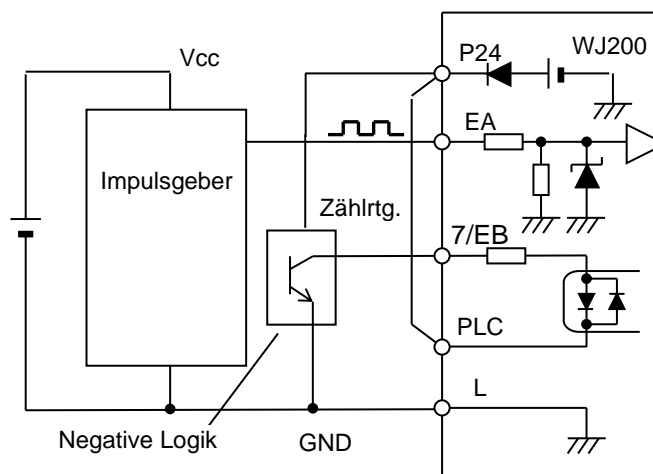 Vcc
P24
WJ200
EA
Impulsgeber
Zählrtg.
7/EB
PLC
L
Negative Logik
GND